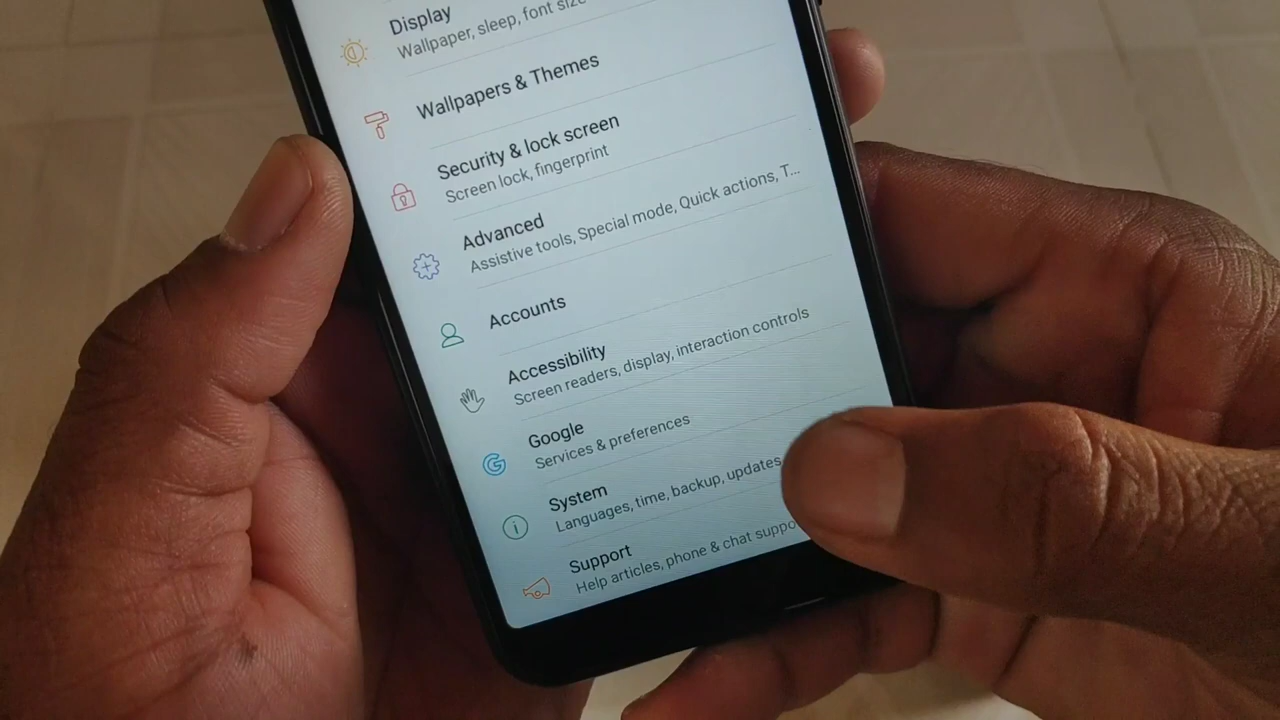 Display
Wallpaper, sleep, font size
Wallpapers & Themes
Security & lock screen
Screen lock, fingerprint
Advanced
Assistive tools, Special mode, Quick actions, T...
Accounts
Accessibility
Screen readers, display, interaction controls
Google
Services & preferences
System
Languages, time, backup, updates
Support
Help articles, phone & chat